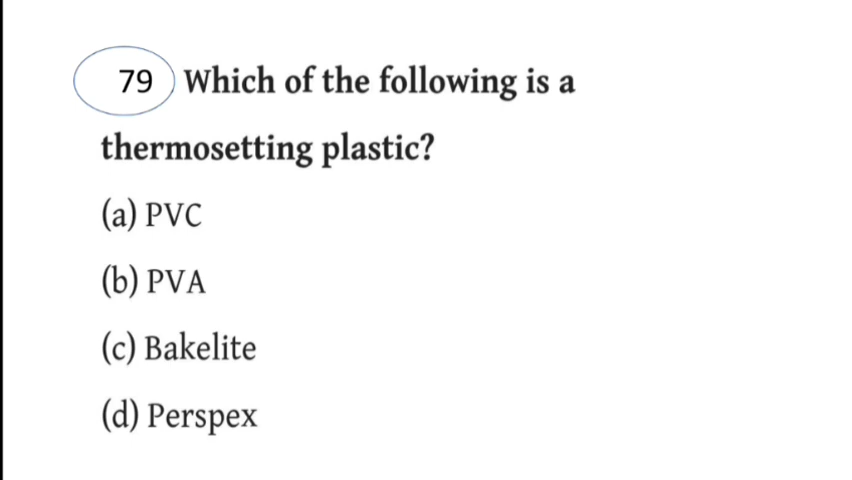 79 Which of the following is a
thermosetting plastic?
(a) PVC
(b) PVA
(c) Bakelite
(d) Perspex